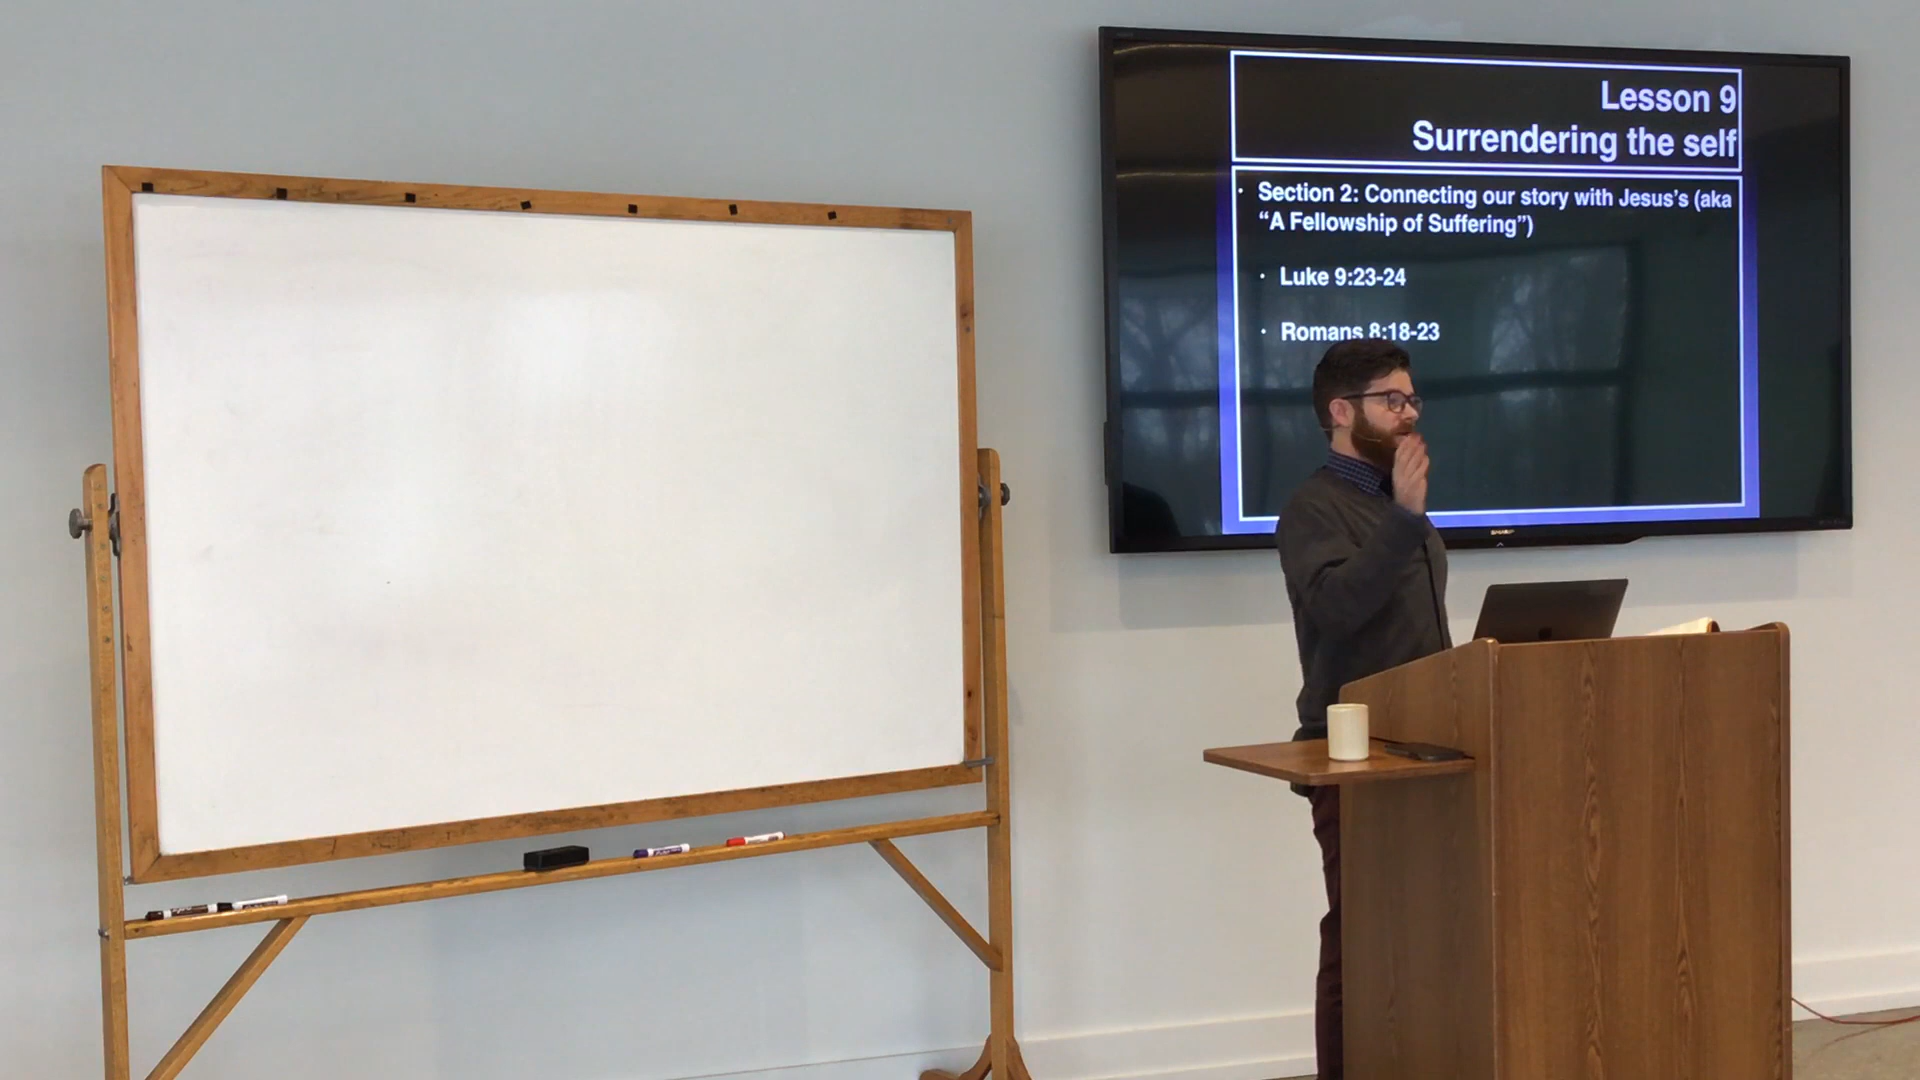 Lesson 9
Surrendering the self
• Section 2: Connecting our story with Jesus's (aka
“A Fellowship of Suffering”)
• Luke 9:23-24
• Romans 8:18-23
SHARP